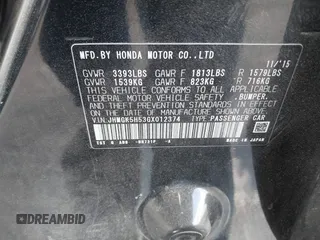 MFD.BY HONDA MOTOR CO.,LTD
11/'15
GVWR 3393LBS GAWR F 1813LBS R 1579LBS
GVWR 1539KG GAWR F 823KG R 716KG
THIS VEHICLE CONFORMS TO ALL APPLICABLE
FEDERAL MOTOR VEHICLE SAFETY, BUMPER,
AND THEFT PREVENTION STANDARDS IN EFFECT
ON THE DATE OF MANUFACTURE SHOWN ABOVE.
V.I.N.:JHMGK5H53GX012374 TYPE:PASSENGER CAR
MADE IN JAPAN
AUTOBIDMASTER